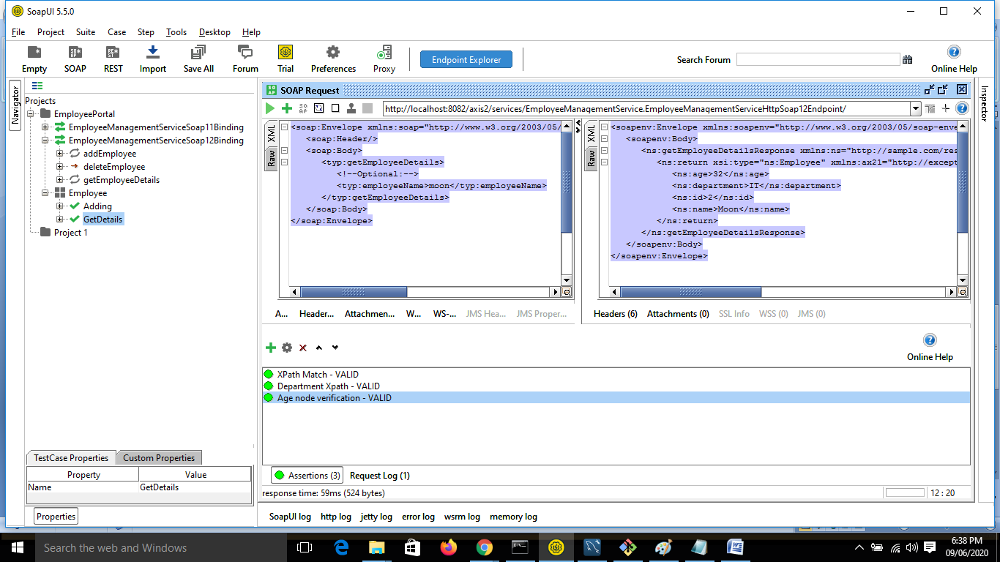 SoapUI 5.5.0
File Project Suite Case Step Tools Desktop Help
Empty SOAP REST Import Save All Forum Trial Preferences Proxy Endpoint Explorer Search Forum Online Help
Navigator
Projects
EmployeePortal
EmployeeManagementServiceSoap11Binding
EmployeeManagementServiceSoap12Binding
addEmployee
deleteEmployee
getEmployeeDetails
Employee
Adding
GetDetails
Project 1
TestCase Properties Custom Properties
Property Value
Name GetDetails
Properties
SOAP Request
http://localhost:8082/axis2/services/EmployeeManagementService.EmployeeManagementServiceHttpSoap12Endpoint/
XML
Raw
<soap:Envelope xmlns:soap="http://www.w3.org/2003/05/
<soap:Header/>
<soap:Body>
<typ:getEmployeeDetails>
<!--Optional:-->
<typ:employeeName>moon</typ:employeeName>
</typ:getEmployeeDetails>
</soap:Body>
</soap:Envelope>
A... Header... Attachmen... W... WS-... JMS Hea... JMS Proper...
XML
Raw
<soapenv:Envelope xmlns:soapenv="http://www.w3.org/2003/05/soap-enve
<soapenv:Body>
<ns:getEmployeeDetailsResponse xmlns:ns="http://sample.com/res
<ns:return xsi:type="ns:Employee" xmlns:ax21="http://except
<ns:age>32</ns:age>
<ns:department>IT</ns:department>
<ns:id>2</ns:id>
<ns:name>Moon</ns:name>
</ns:return>
</ns:getEmployeeDetailsResponse>
</soapenv:Body>
</soapenv:Envelope>
Headers (6) Attachments (0) SSL Info WSS (0) JMS (0)
Inspector
Online Help
XPath Match - VALID
Department Xpath - VALID
Age node verification - VALID
Assertions (3) Request Log (1)
response time: 59ms (524 bytes) 12 : 20
SoapUI log http log jetty log error log wsrm log memory log
Search the web and Windows
6:38 PM
09/06/2020